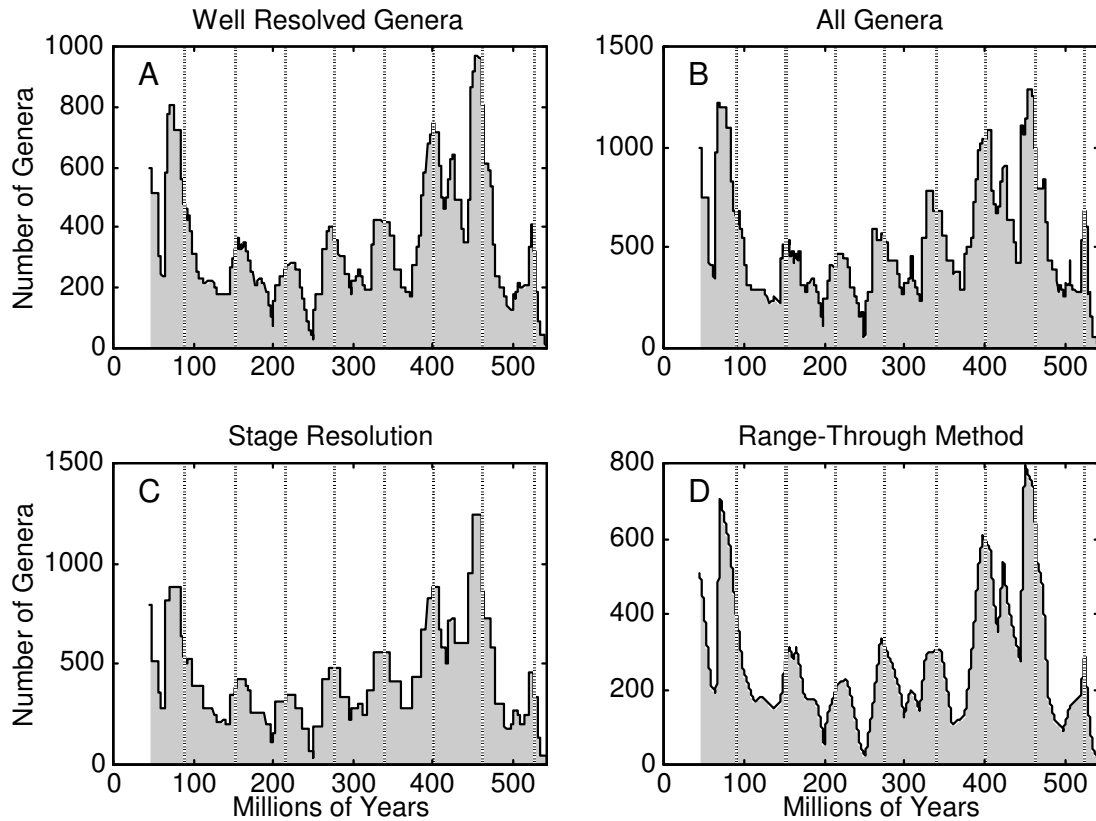 Well Resolved Genera
All Genera
A
B
Number of Genera
1000
800
600
400
200
0
1500
1000
500
0
0 100 200 300 400 500
0 100 200 300 400 500
Stage Resolution
Range-Through Method
C
D
Number of Genera
1500
1000
500
0
800
600
400
200
0
0 100 200 300 400 500
0 100 200 300 400 500
Millions of Years
Millions of Years